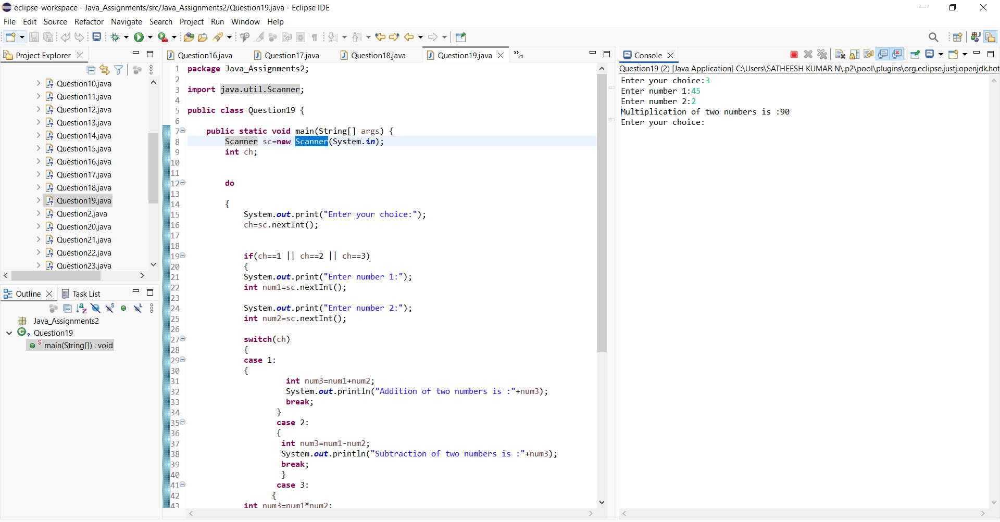 eclipse-workspace - Java_Assignments/src/Java_Assignments2/Question19.java - Eclipse IDE
File Edit Source Refactor Navigate Search Project Run Window Help
Project Explorer
Question10.java
Question11.java
Question12.java
Question13.java
Question14.java
Question15.java
Question16.java
Question17.java
Question18.java
Question19.java
Question2.java
Question20.java
Question21.java
Question22.java
Question23.java
Outline Task List
Java_Assignments2
Question19
main(String[]) : void
Question16.java Question17.java Question18.java Question19.java »21
1 package Java_Assignments2;
2
3 import java.util.Scanner;
4
5 public class Question19 {
6
7 public static void main(String[] args) {
8 Scanner sc=new Scanner(System.in);
9 int ch;
10
11
12 do
13
14 {
15 System.out.print("Enter your choice:");
16 ch=sc.nextInt();
17
18
19 if(ch==1 || ch==2 || ch==3)
20 {
21 System.out.print("Enter number 1:");
22 int num1=sc.nextInt();
23
24 System.out.print("Enter number 2:");
25 int num2=sc.nextInt();
26
27 switch(ch)
28 {
29 case 1:
30 {
31 int num3=num1+num2;
32 System.out.println("Addition of two numbers is :"+num3);
33 break;
34 }
35 case 2:
36 {
37 int num3=num1-num2;
38 System.out.println("Subtraction of two numbers is :"+num3);
39 break;
40 }
41 case 3:
42 {
43 int num3=num1*num2;
Console
Question19 (2) [Java Application] C:\Users\SATHEESH KUMAR N\.p2\pool\plugins\org.eclipse.justj.openjdk.hot
Enter your choice:3
Enter number 1:45
Enter number 2:2
Multiplication of two numbers is :90
Enter your choice: